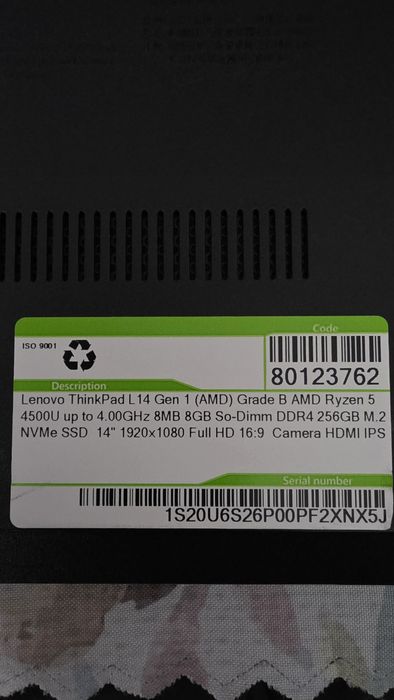 Code
ISO 9001
80123762
Description
Lenovo ThinkPad L14 Gen 1 (AMD) Grade B AMD Ryzen 5
4500U up to 4.00GHz 8MB 8GB So-Dimm DDR4 256GB M.2
NVMe SSD 14" 1920x1080 Full HD 16:9 Camera HDMI IPS
Serial number
1S20U6S26P00PF2XNX5J